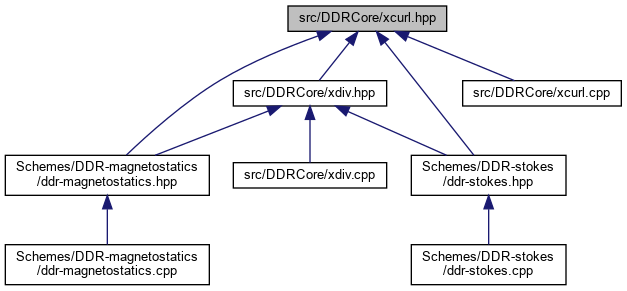 src/DDRCore/xcurl.hpp
src/DDRCore/xdiv.hpp
src/DDRCore/xcurl.cpp
Schemes/DDR-magnetostatics
/ddr-magnetostatics.hpp
src/DDRCore/xdiv.cpp
Schemes/DDR-stokes
/ddr-stokes.hpp
Schemes/DDR-magnetostatics
/ddr-magnetostatics.cpp
Schemes/DDR-stokes
/ddr-stokes.cpp